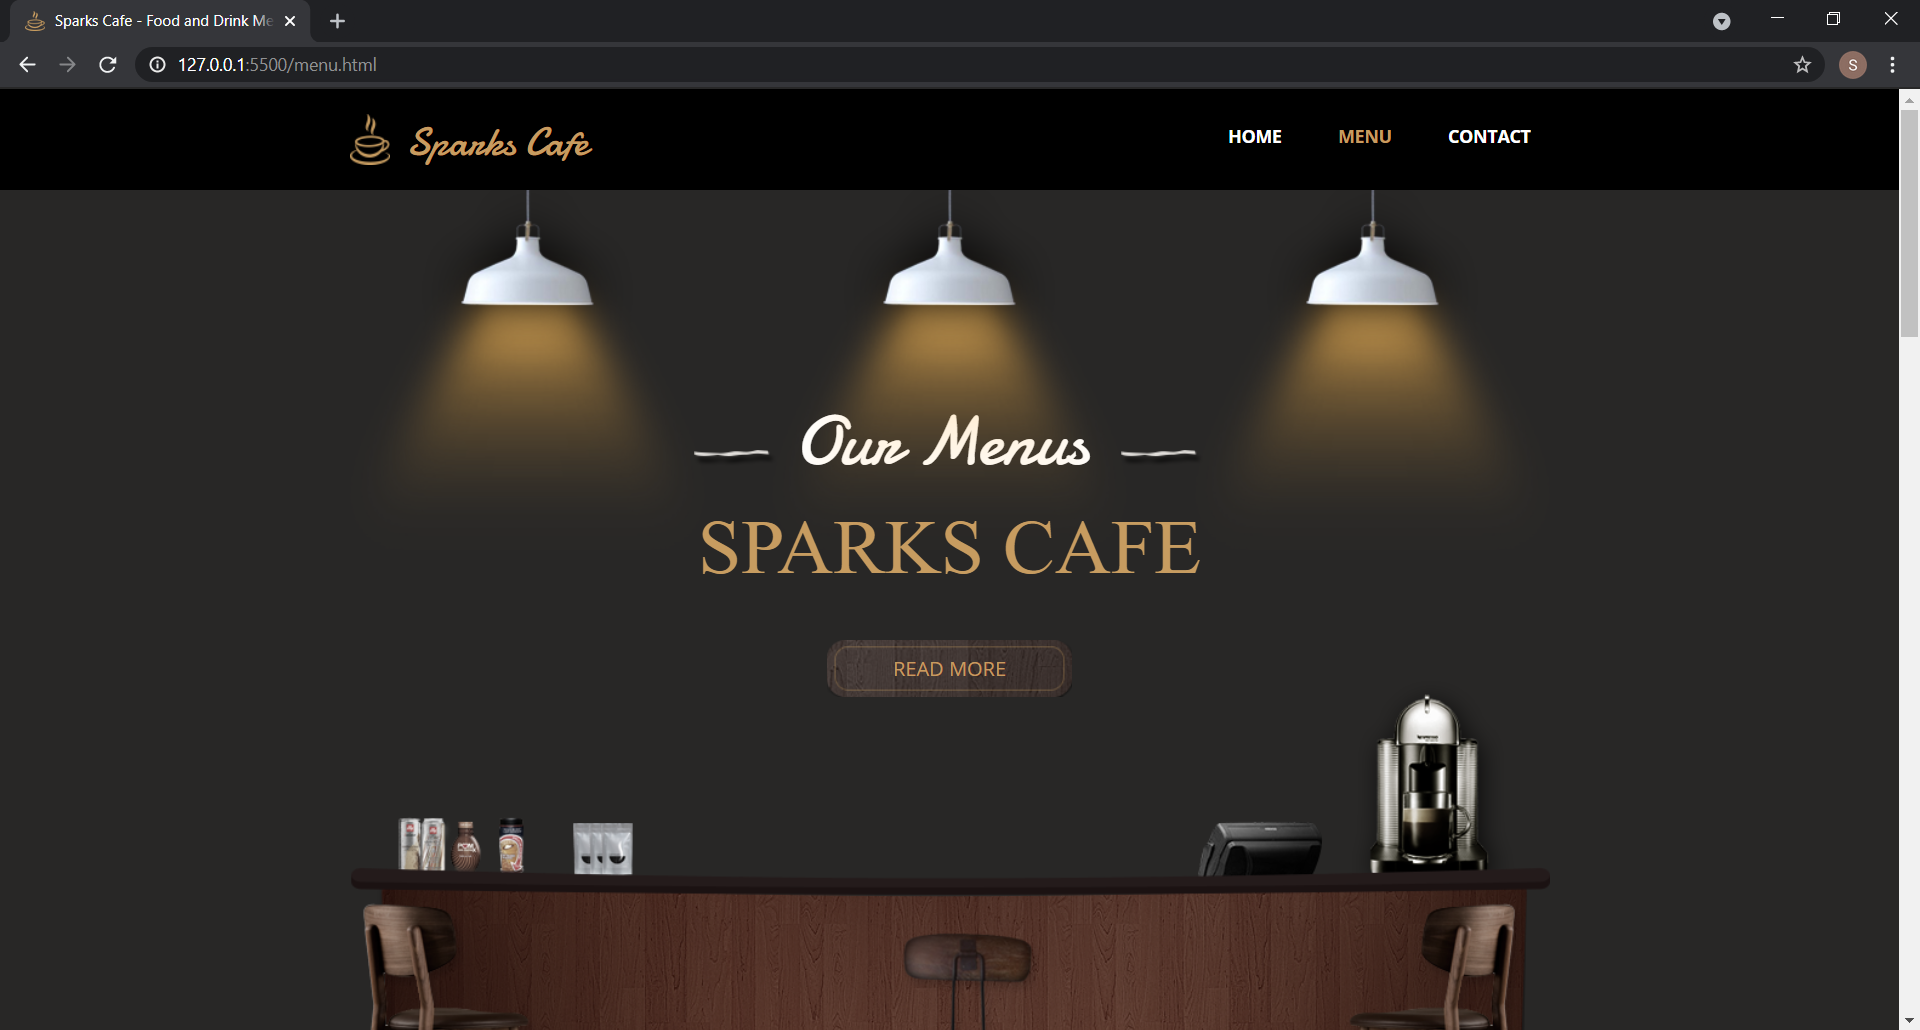 Sparks Cafe - Food and Drink Me
127.0.0.1:5500/menu.html
S
Sparks Cafe
HOME MENU CONTACT
Our Menus
SPARKS CAFE
READ MORE